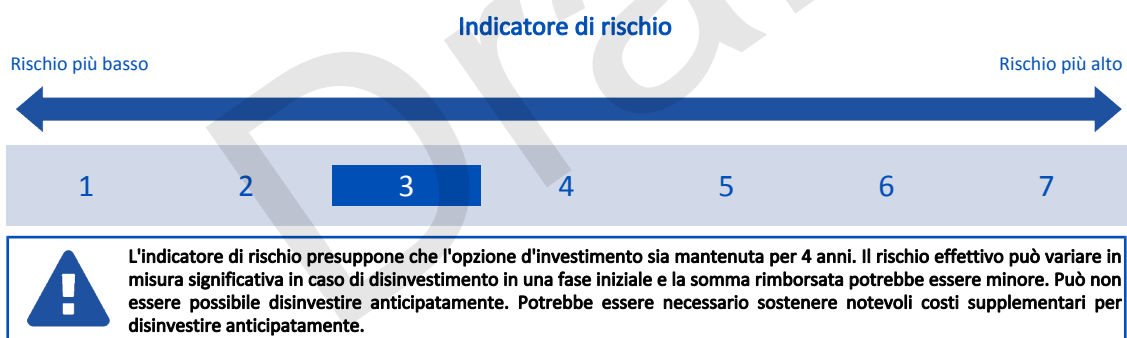 Indicatore di rischio
Rischio più basso
Rischio più alto
1 2 3 4 5 6 7
L'indicatore di rischio presuppone che l'opzione d'investimento sia mantenuta per 4 anni. Il rischio effettivo può variare in
misura significativa in caso di disinvestimento in una fase iniziale e la somma rimborsata potrebbe essere minore. Può non
essere possibile disinvestire anticipatamente. Potrebbe essere necessario sostenere notevoli costi supplementari per
disinvestire anticipatamente.